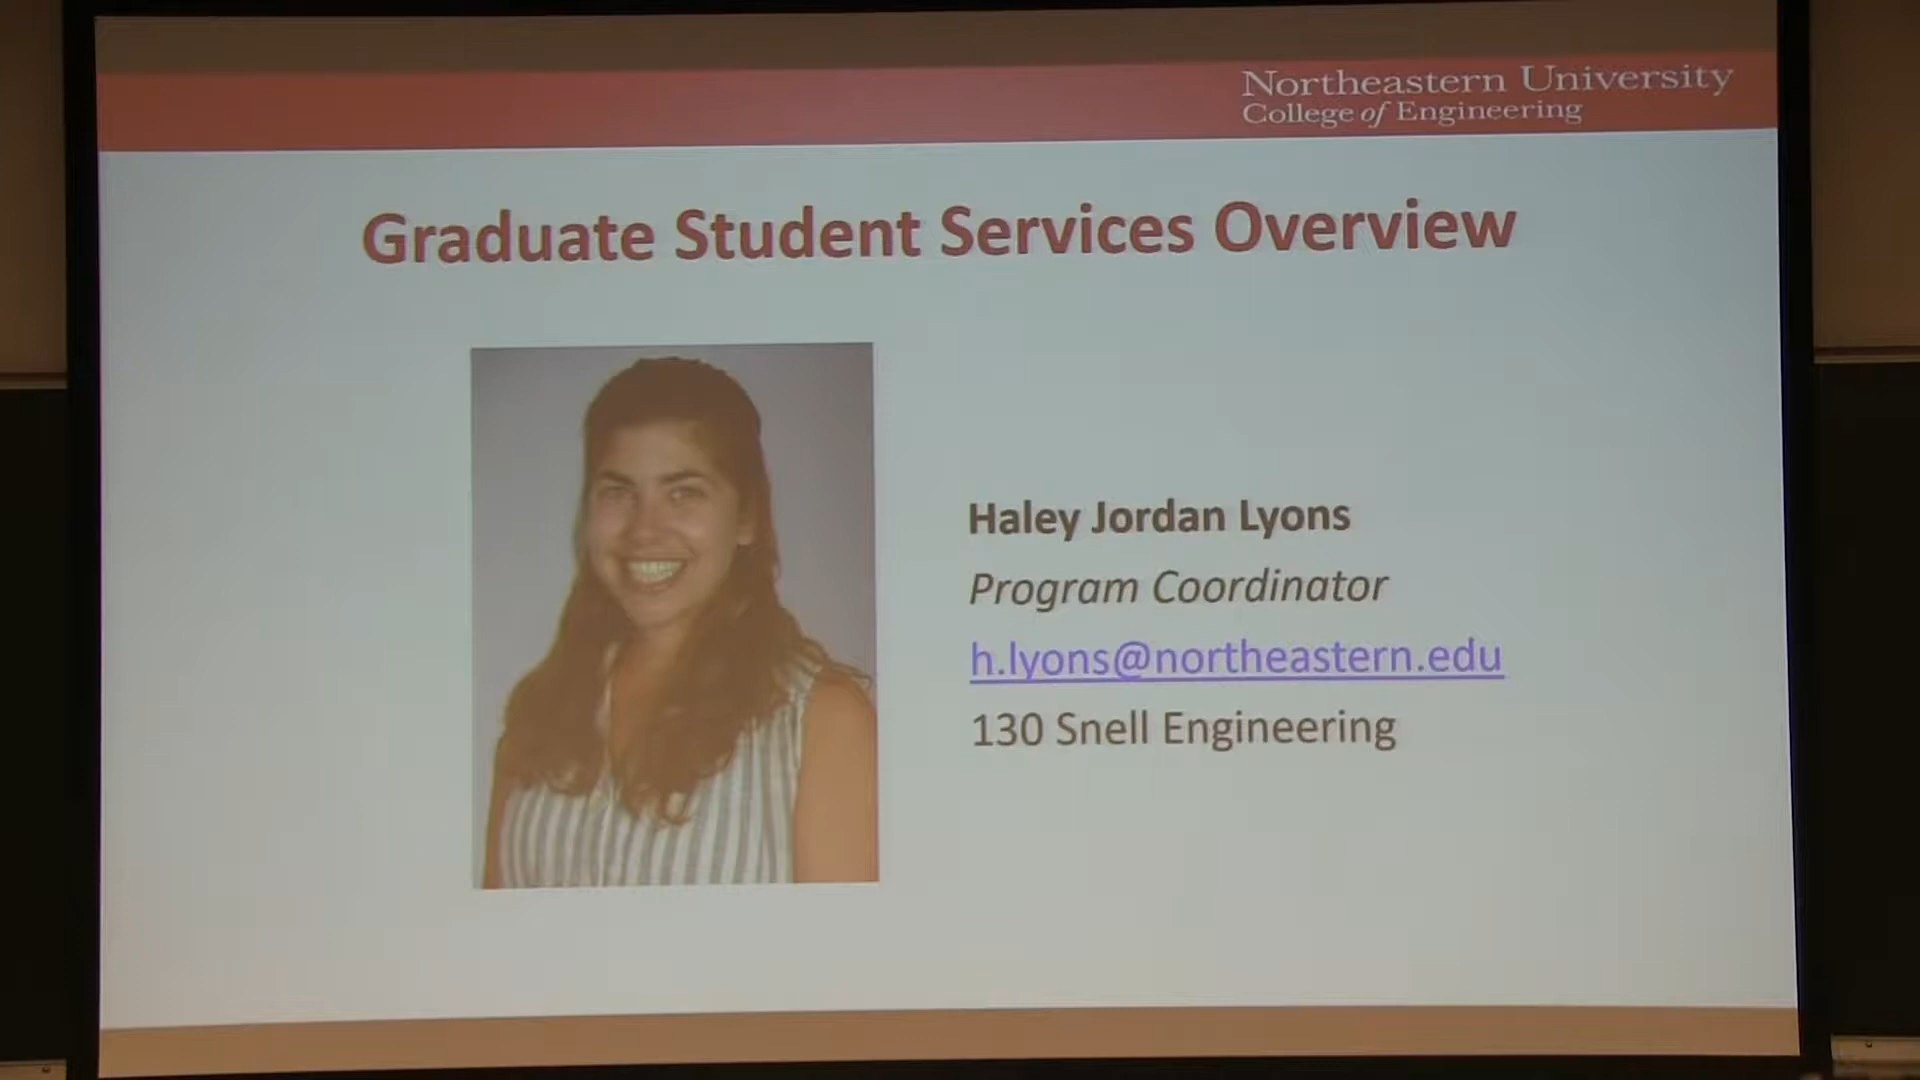 Northeastern University
College of Engineering
Graduate Student Services Overview
Haley Jordan Lyons
Program Coordinator
h.lyons@northeastern.edu
130 Snell Engineering